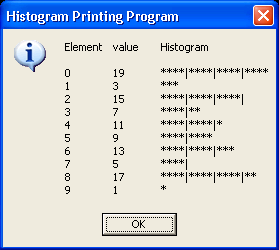 Histogram Printing Program
Element value Histogram
0 19 ****|****|****|****
1 3 ***
2 15 ****|****|****|
3 7 ****|**
4 11 ****|****|*
5 9 ****|****
6 13 ****|****|***
7 5 ****|
8 17 ****|****|****|**
9 1 *
OK